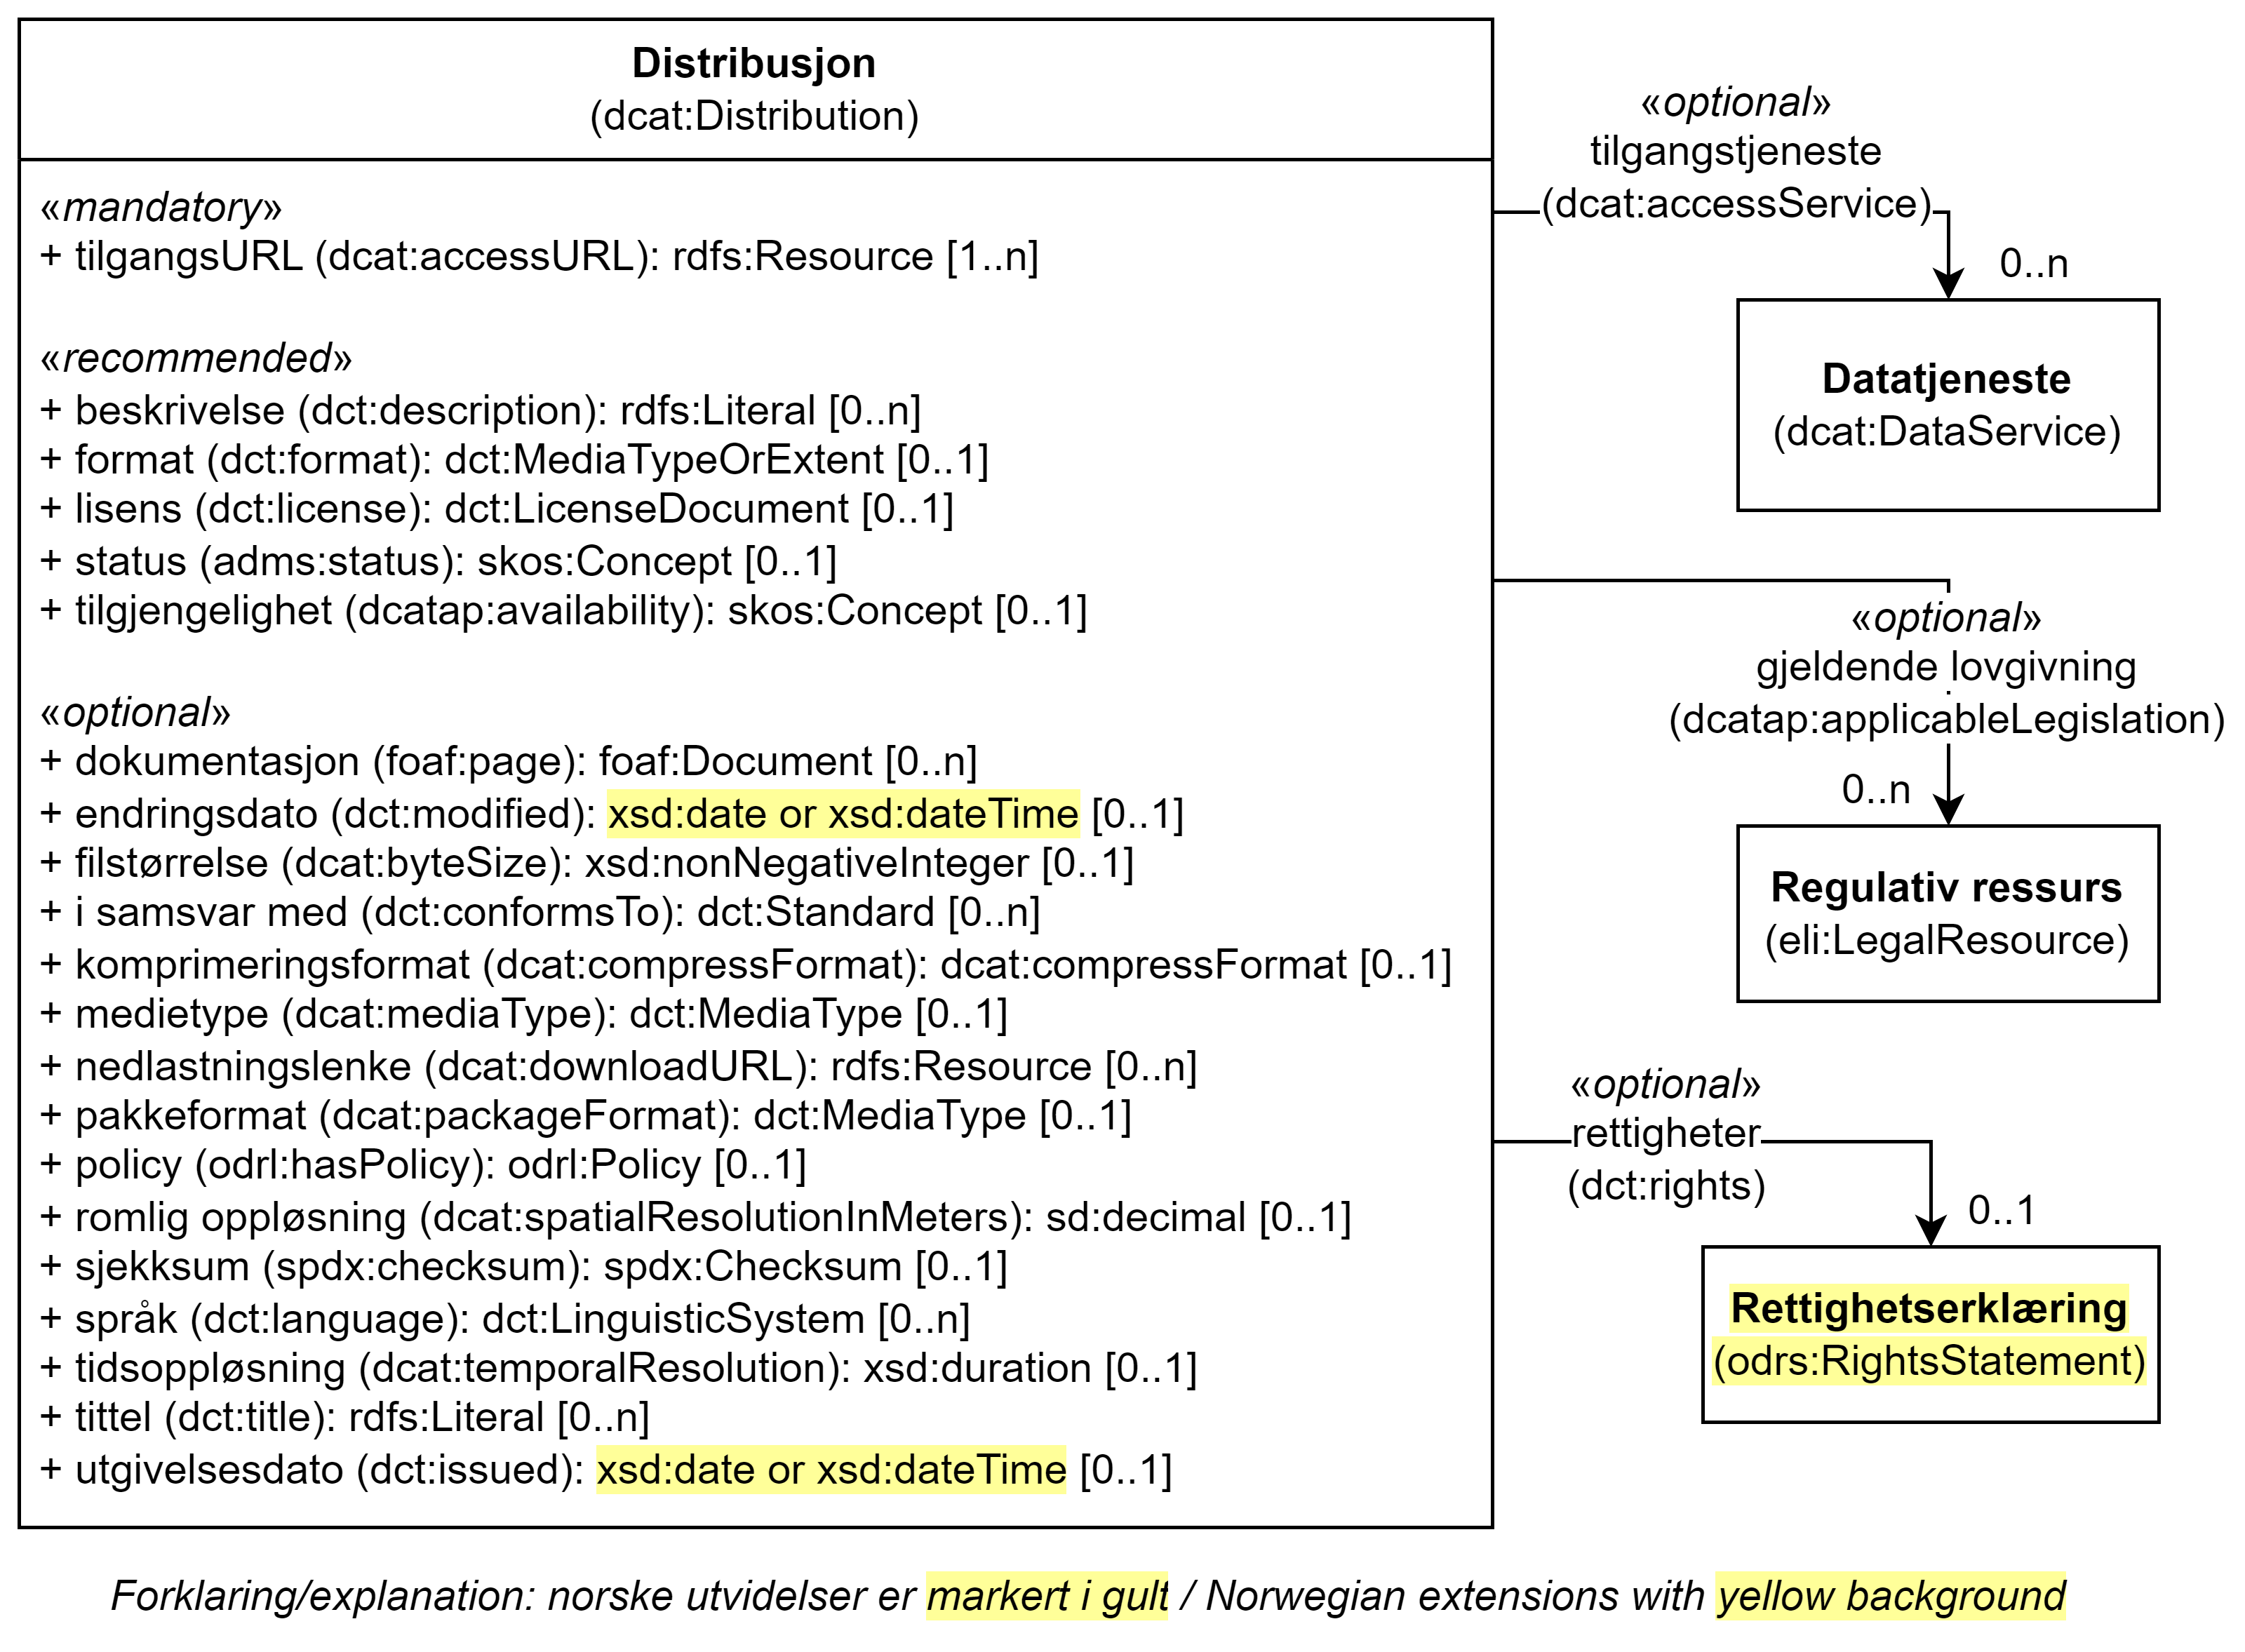 Distribusjon
(dcat:Distribution)
«mandatory»
+ tilgangsURL (dcat:accessURL): rdfs:Resource [1..n]
«recommended»
+ beskrivelse (dct:description): rdfs:Literal [0..n]
+ format (dct:format): dct:MediaTypeOrExtent [0..1]
+ lisens (dct:license): dct:LicenseDocument [0..1]
+ status (adms:status): skos:Concept [0..1]
+ tilgjengelighet (dcatap:availability): skos:Concept [0..1]
«optional»
+ dokumentasjon (foaf:page): foaf:Document [0..n]
+ endringsdato (dct:modified): xsd:date or xsd:dateTime [0..1]
+ filstørrelse (dcat:byteSize): xsd:nonNegativeInteger [0..1]
+ i samsvar med (dct:conformsTo): dct:Standard [0..n]
+ komprimeringsformat (dcat:compressFormat): dcat:compressFormat [0..1]
+ medietype (dcat:mediaType): dct:MediaType [0..1]
+ nedlastningslenke (dcat:downloadURL): rdfs:Resource [0..n]
+ pakkeformat (dcat:packageFormat): dct:MediaType [0..1]
+ policy (odrl:hasPolicy): odrl:Policy [0..1]
+ romlig oppløsning (dcat:spatialResolutionInMeters): sd:decimal [0..1]
+ sjekksum (spdx:checksum): spdx:Checksum [0..1]
+ språk (dct:language): dct:LinguisticSystem [0..n]
+ tidsoppløsning (dcat:temporalResolution): xsd:duration [0..1]
+ tittel (dct:title): rdfs:Literal [0..n]
+ utgivelsesdato (dct:issued): xsd:date or xsd:dateTime [0..1]
«optional»
tilgangstjeneste
(dcat:accessService)
0..n
Datatjeneste
(dcat:DataService)
«optional»
gjeldende lovgivning
(dcatap:applicableLegislation)
0..n
Regulativ ressurs
(eli:LegalResource)
«optional»
rettigheter
(dct:rights)
0..1
Rettighetserklæring
(odrs:RightsStatement)
Forklaring/explanation: norske utvidelser er markert i gult / Norwegian extensions with yellow background